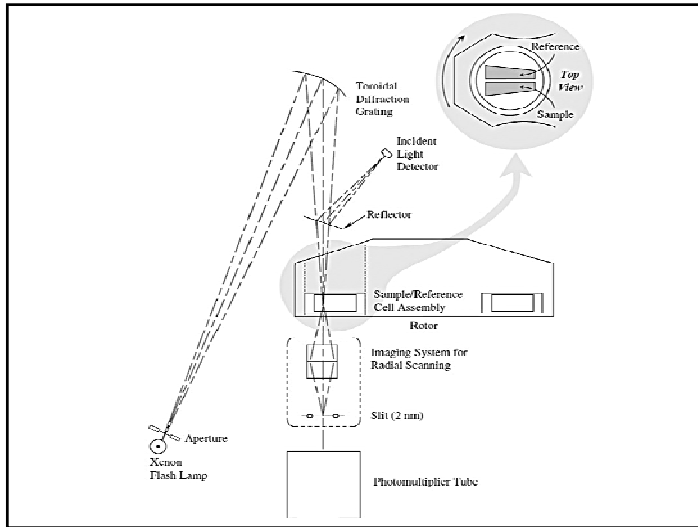 Reference
Top
View
Sample
Toroidal
Diffraction
Grating
Incident
Light
Detector
Reflector
Sample/Reference
Cell Assembly
Rotor
Imaging System for
Radial Scanning
Slit (2 nm)
Aperture
Xenon
Flash Lamp
Photomultiplier Tube